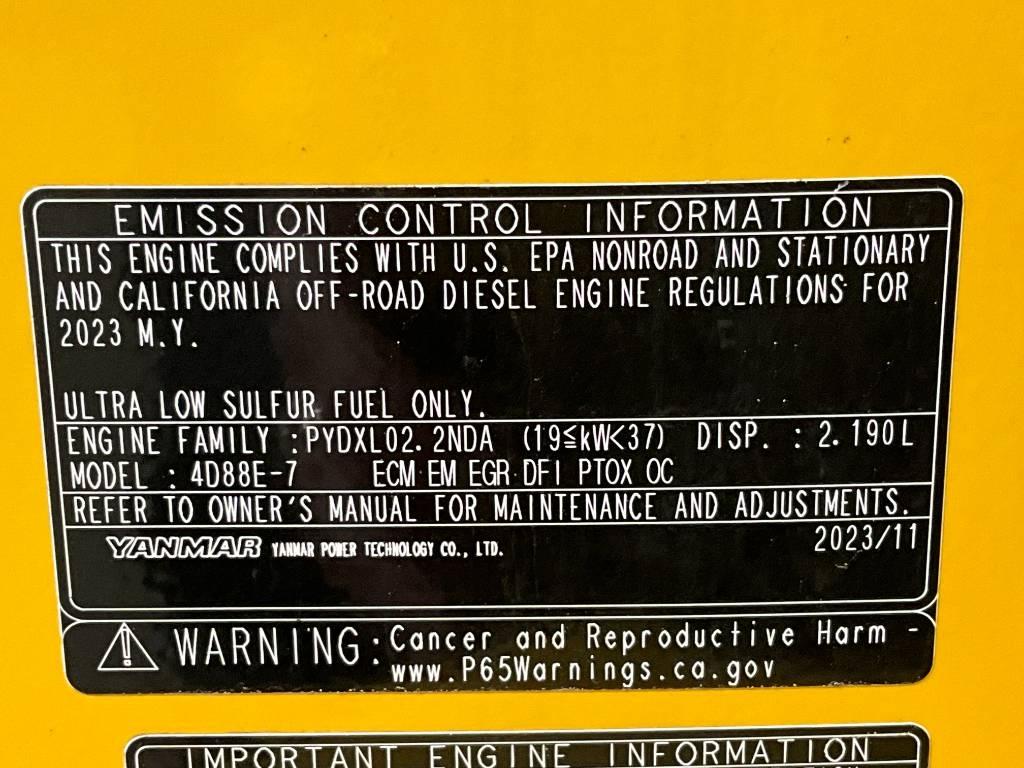 EMISSION CONTROL INFORMATION
THIS ENGINE COMPLIES WITH U.S. EPA NONROAD AND STATIONARY
AND CALIFORNIA OFF-ROAD DIESEL ENGINE REGULATIONS FOR
2023 M.Y.
ULTRA LOW SULFUR FUEL ONLY.
ENGINE FAMILY : PYDXL02.2NDA (19≦kW<37) DISP. : 2.190L
MODEL : 4D88E-7 ECM EM EGR DFI PTOX OC
REFER TO OWNER'S MANUAL FOR MAINTENANCE AND ADJUSTMENTS.
YANMAR YANMAR POWER TECHNOLOGY CO., LTD. 2023/11
WARNING: Cancer and Reproductive Harm -
www.P65Warnings.ca.gov
IMPORTANT ENGINE INFORMATION